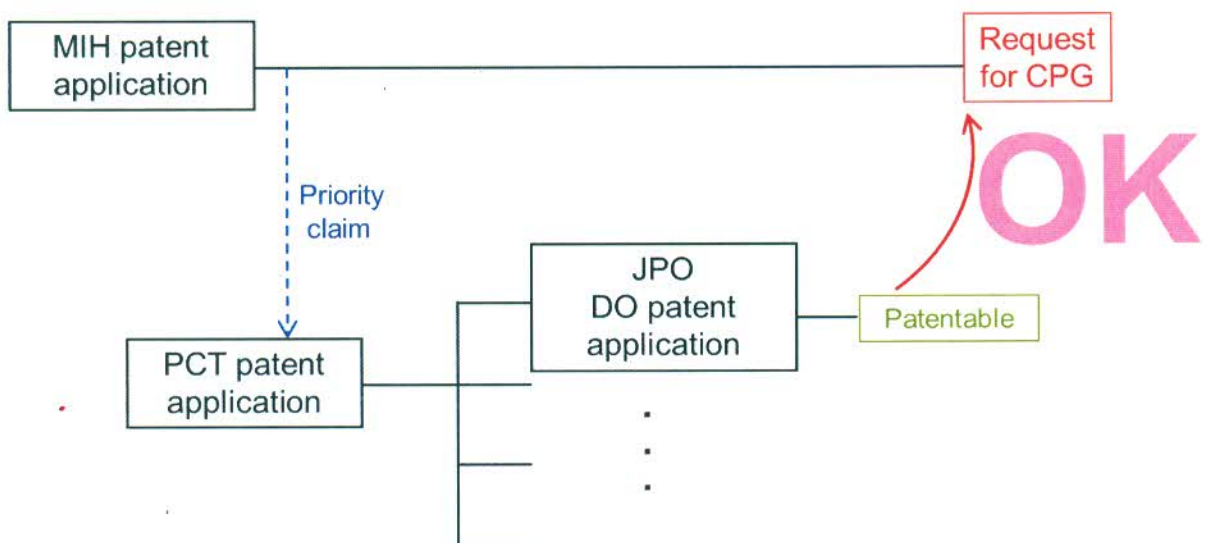 MIH patent
application
Request
for CPG
OK
Priority
claim
JPO
DO patent
application
Patentable
PCT patent
application